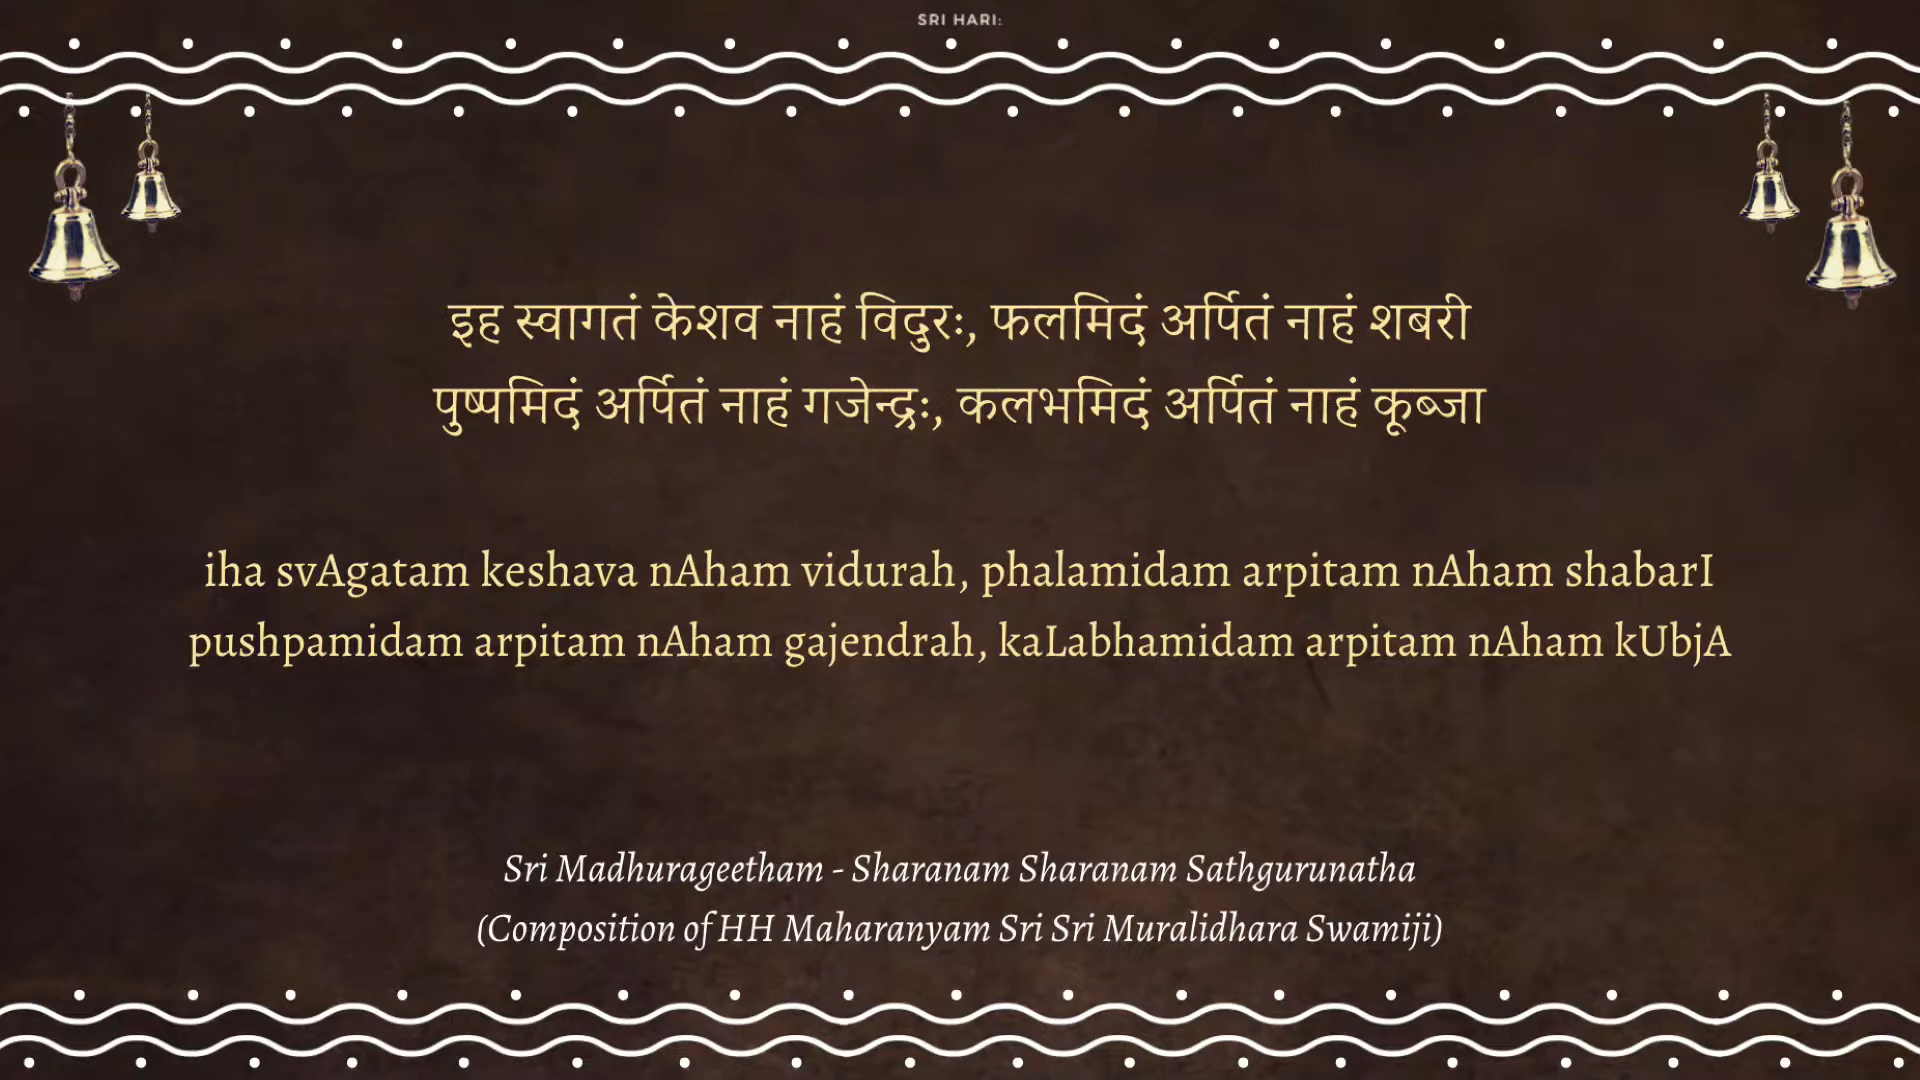 SRI HARI:
इह स्वागतं केशव नाहं विदुरः, फलमिदं अर्पितं नाहं शबरी
पुष्पमिदं अर्पितं नाहं गजेन्द्रः, कलभमिदं अर्पितं नाहं कूब्जा
iha svAgatam keshava nAham vidurah, phalamidam arpitam nAham shabarI
pushpamidam arpitam nAham gajendrah, kaLabhamidam arpitam nAham kUbjA
Sri Madhurageetham - Sharanam Sharanam Sathgurunatha
(Composition of HH Maharanyam Sri Sri Muralidhara Swamiji)